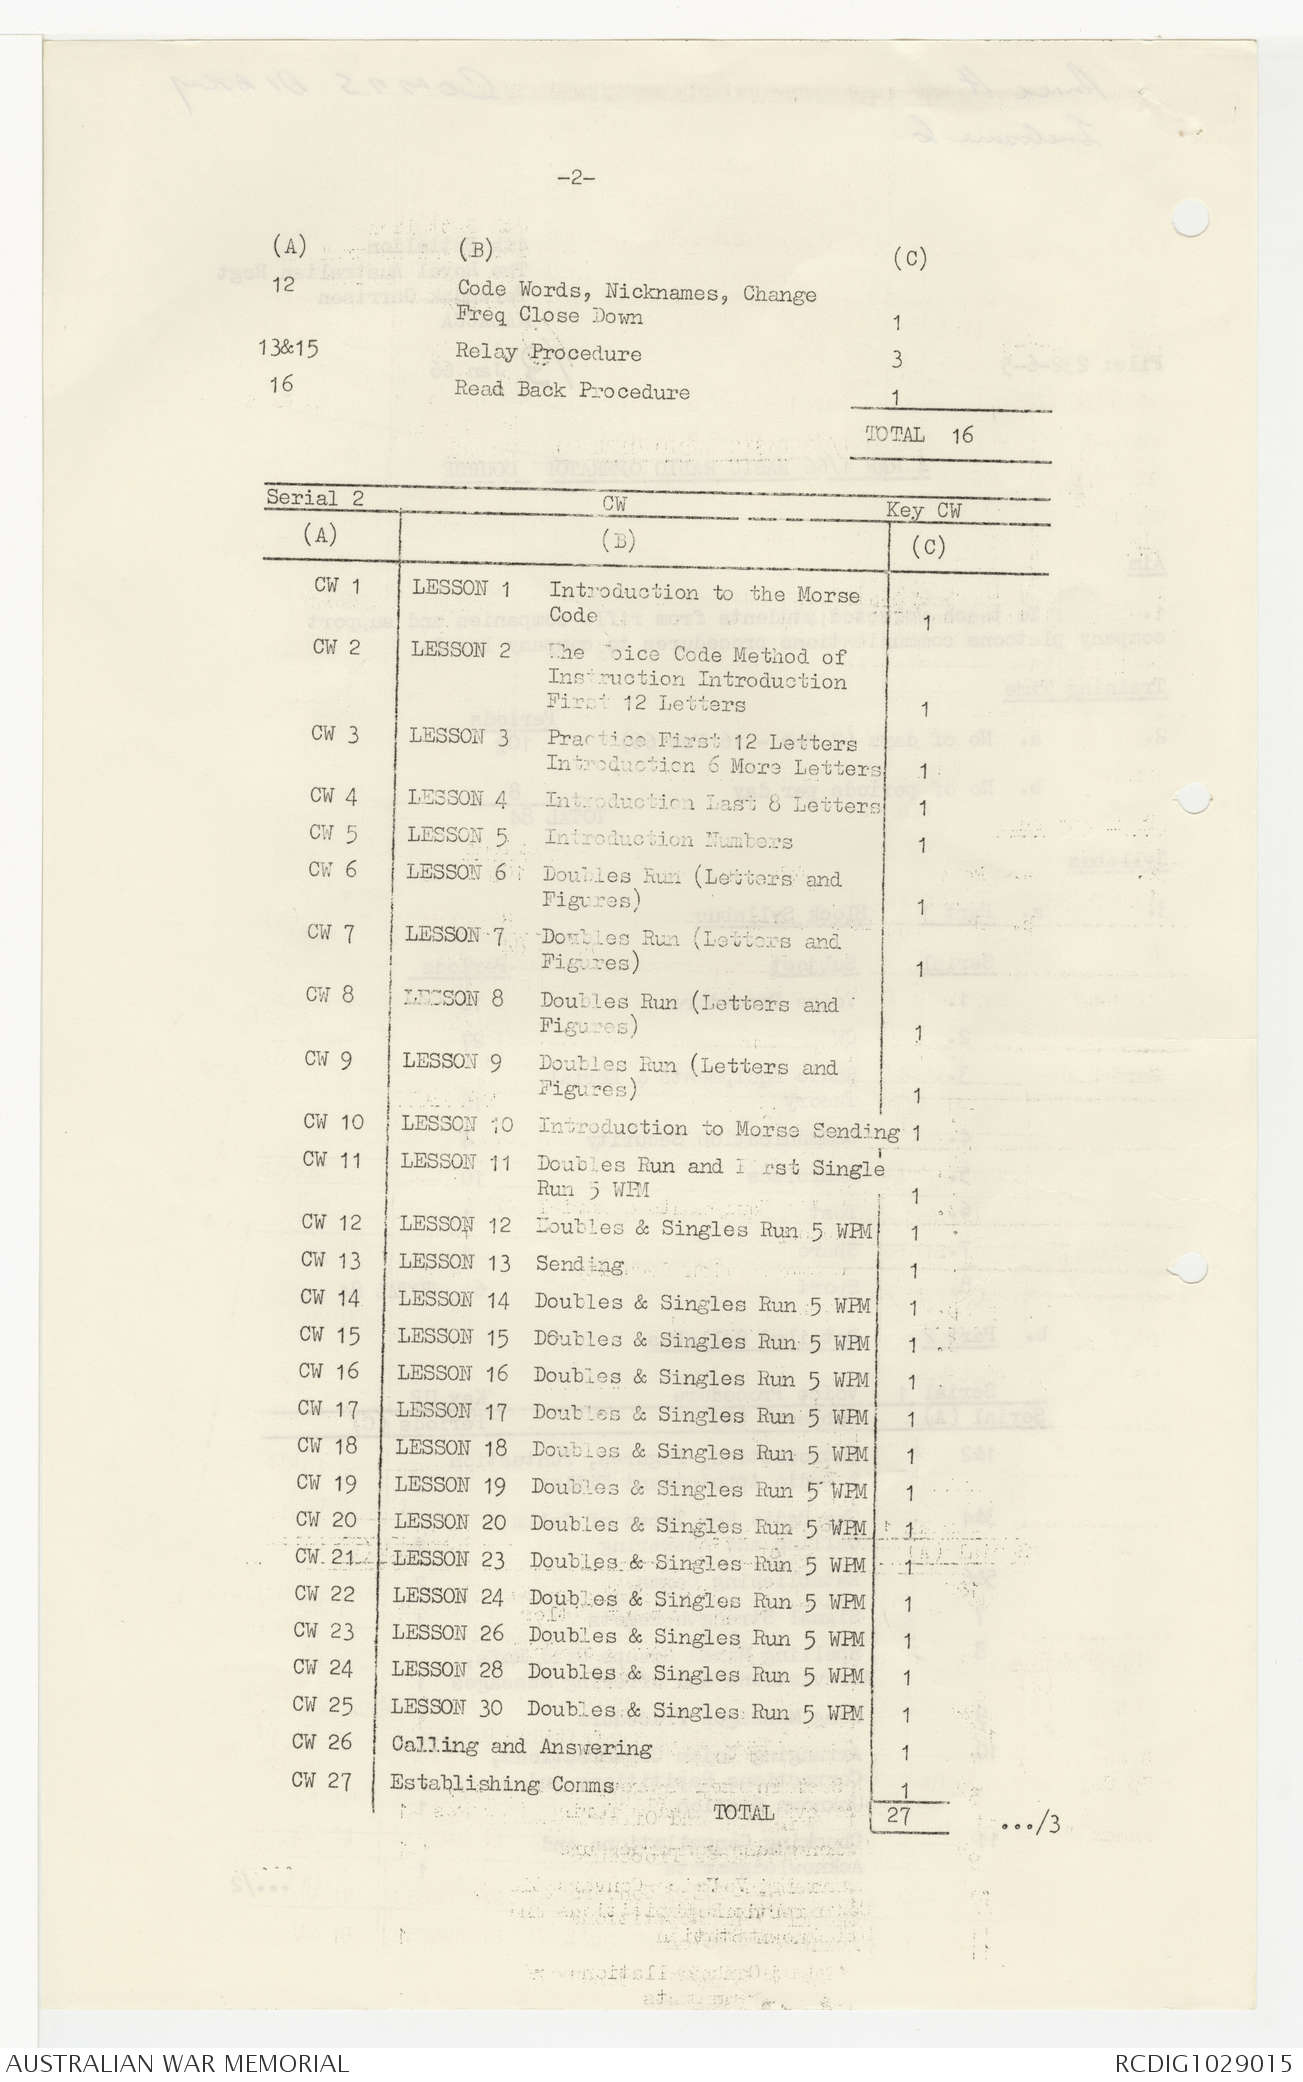 -2-
(A) (B) (C)
12 Code Words, Nicknames, Change
Freq Close Down 1
13&15 Relay Procedure 3
16 Read Back Procedure 1
TOTAL 16
Serial 2 CW Key CW
(A) (B) (C)
CW 1 LESSON 1 Introduction to the Morse
Code 1
CW 2 LESSON 2 The Voice Code Method of
Instruction Introduction
First 12 Letters 1
CW 3 LESSON 3 Practice First 12 Letters
Introduction 6 More Letters 1
CW 4 LESSON 4 Introduction Last 8 Letters 1
CW 5 LESSON 5 Introduction Numbers 1
CW 6 LESSON 6 Doubles Run (Letters and
Figures) 1
CW 7 LESSON 7 Doubles Run (Letters and
Figures) 1
CW 8 LESSON 8 Doubles Run (Letters and
Figures) 1
CW 9 LESSON 9 Doubles Run (Letters and
Figures) 1
CW 10 LESSON 10 Introduction to Morse Sending 1
CW 11 LESSON 11 Doubles Run and First Single
Run 5 WPM 1
CW 12 LESSON 12 Doubles & Singles Run 5 WPM 1
CW 13 LESSON 13 Sending 1
CW 14 LESSON 14 Doubles & Singles Run 5 WPM 1
CW 15 LESSON 15 Doubles & Singles Run 5 WPM 1
CW 16 LESSON 16 Doubles & Singles Run 5 WPM 1
CW 17 LESSON 17 Doubles & Singles Run 5 WPM 1
CW 18 LESSON 18 Doubles & Singles Run 5 WPM 1
CW 19 LESSON 19 Doubles & Singles Run 5 WPM 1
CW 20 LESSON 20 Doubles & Singles Run 5 WPM 1
CW 21 LESSON 23 Doubles & Singles Run 5 WPM 1
CW 22 LESSON 24 Doubles & Singles Run 5 WPM 1
CW 23 LESSON 26 Doubles & Singles Run 5 WPM 1
CW 24 LESSON 28 Doubles & Singles Run 5 WPM 1
CW 25 LESSON 30 Doubles & Singles Run 5 WPM 1
CW 26 Calling and Answering 1
CW 27 Establishing Comms 1
TOTAL 27
.../3
AUSTRALIAN WAR MEMORIAL RCDIG1029015